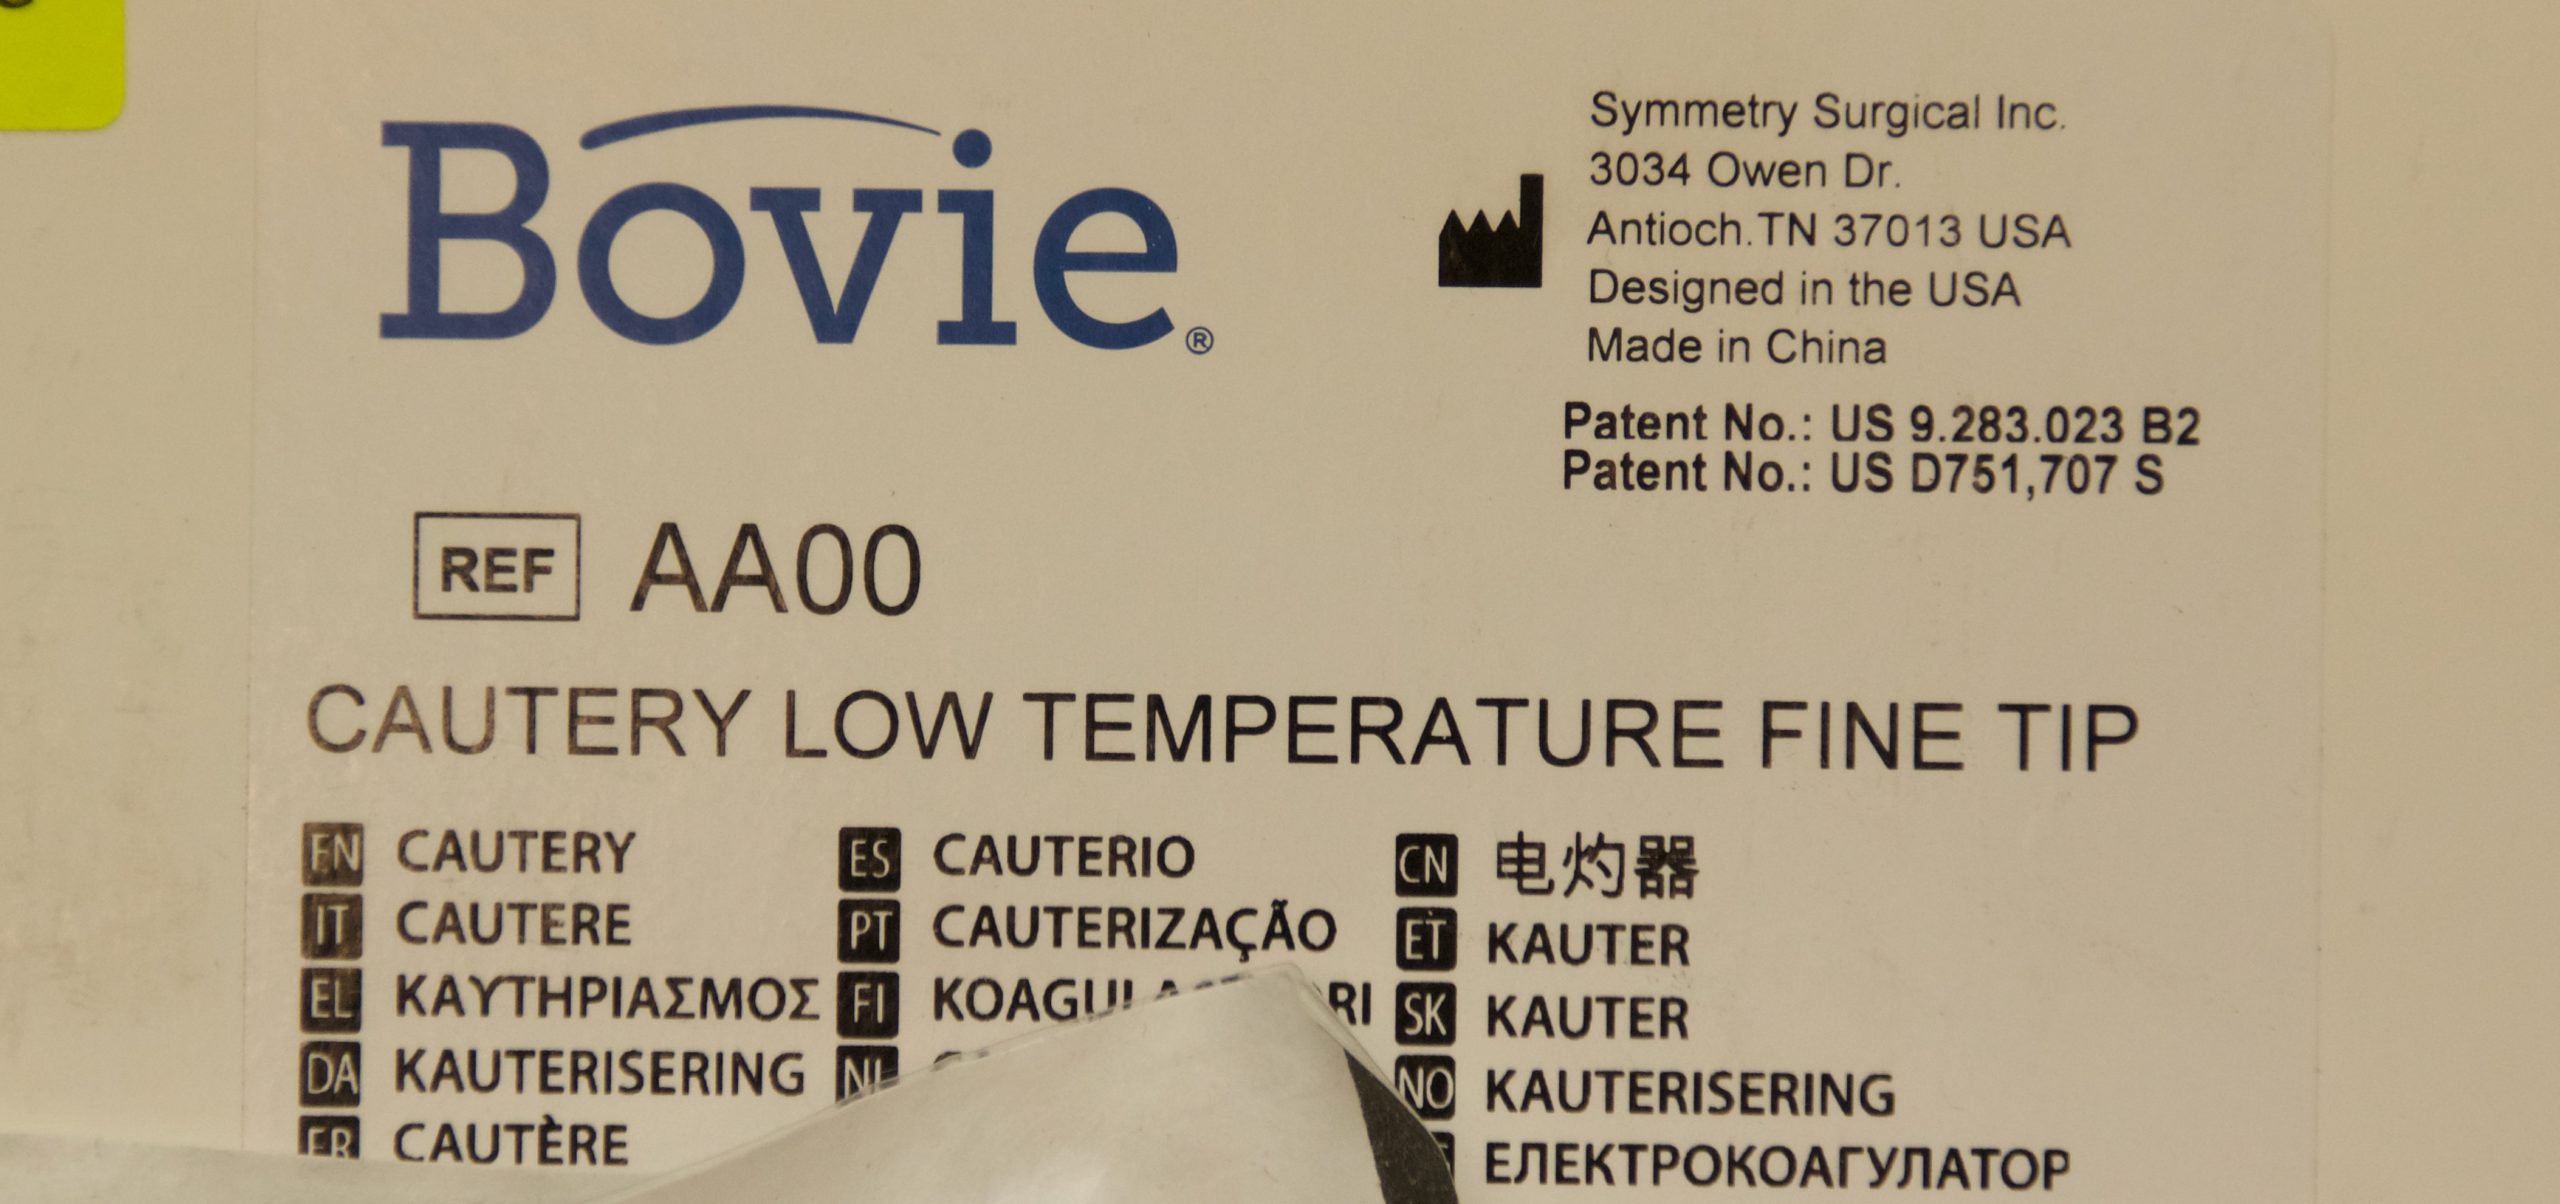 Bovie®
Symmetry Surgical Inc.
3034 Owen Dr.
Antioch.TN 37013 USA
Designed in the USA
Made in China
Patent No.: US 9.283.023 B2
Patent No.: US D751,707 S
REF AA00
CAUTERY LOW TEMPERATURE FINE TIP
EN CAUTERY
IT CAUTERE
EL ΚΑΥΤΗΡΙΑΣΜΟΣ
DA KAUTERISERING
FR CAUTÈRE
ES CAUTERIO
PT CAUTERIZAÇÃO
FI
NL
CN 电灼器
ET KAUTER
SK KAUTER
NO KAUTERISERING
ЕЛЕКТРОКОАГУЛАТОР